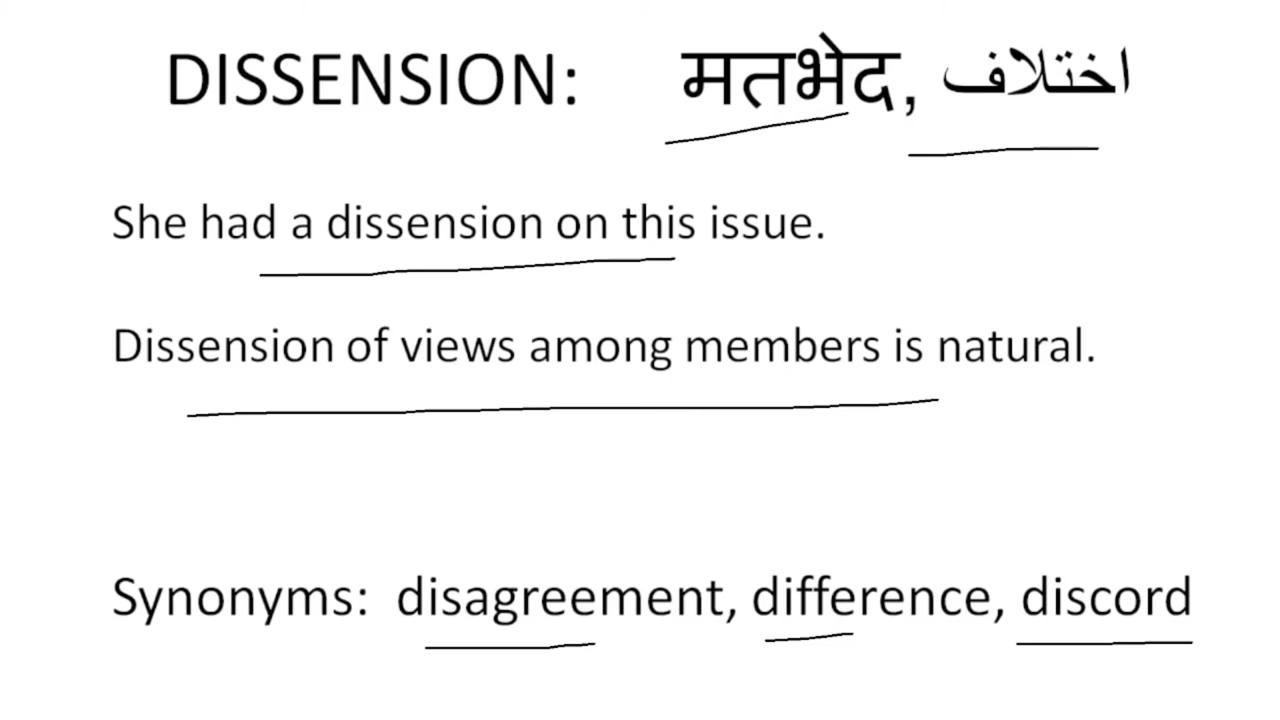 DISSENSION: मतभेद, اختلاف
She had a dissension on this issue.
Dissension of views among members is natural.
Synonyms: disagreement, difference, discord